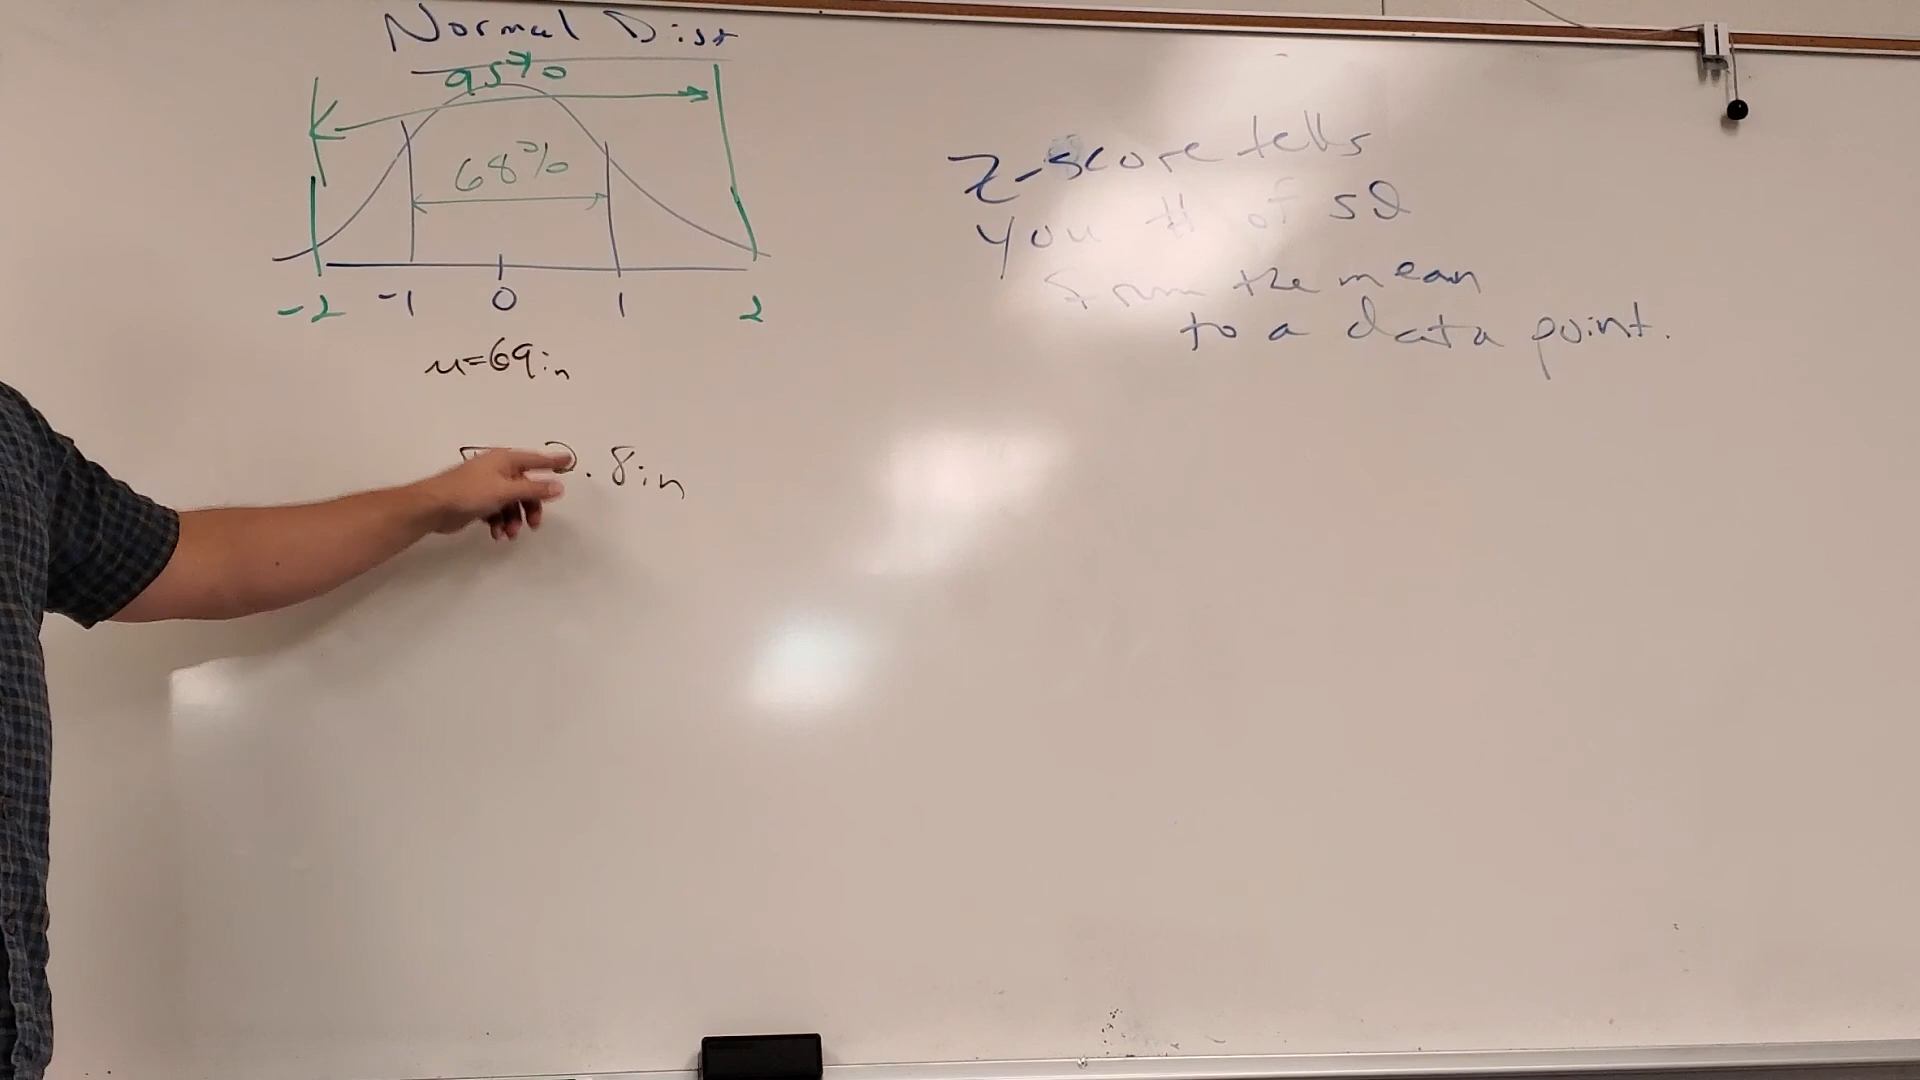 Normal Dist
95%
68%
-2 -1 0 1 2
μ=69in
.8in
Z-score tells
you # of SD
from the mean
to a data point.